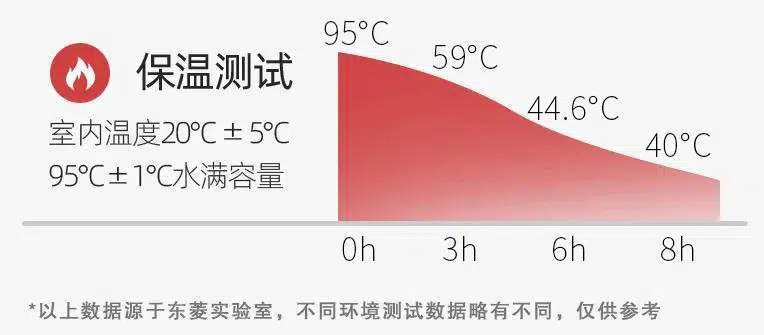 95°C
59°C
保温测试
44.6°C
室内温度20℃±5℃
40°C
95℃±1℃水满容量
0h 3h 6h 8h
*以上数据源于东菱实验室，不同环境测试数据略有不同，仅供参考